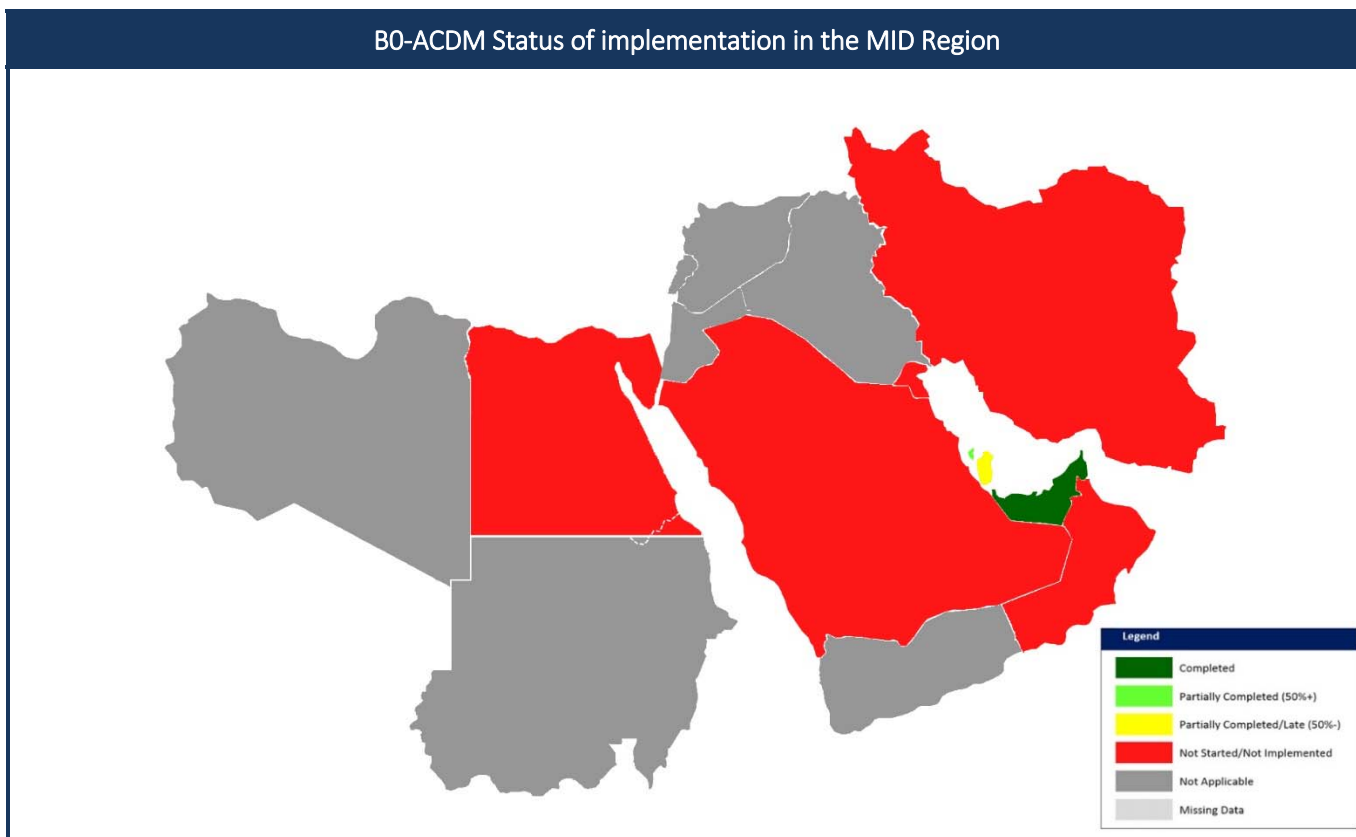 B0-ACDM Status of implementation in the MID Region
Legend
Completed
Partially Completed (50%+)
Partially Completed/Late (50%-)
Not Started/Not Implemented
Not Applicable
Missing Data